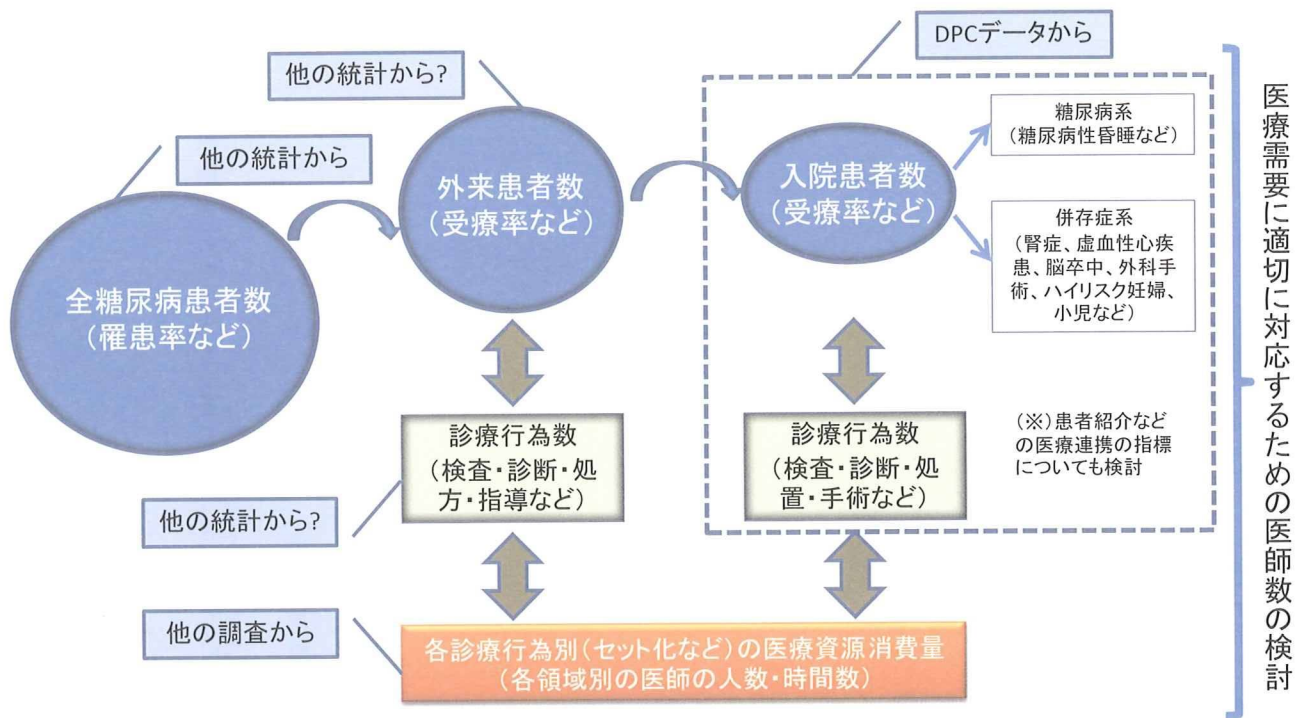 DPCデータから
他の統計から?
他の統計から
糖尿病系
(糖尿病性昏睡など)
外来患者数
(受療率など)
入院患者数
(受療率など)
併存症系
(腎症、虚血性心疾
患、脳卒中、外科手
術、ハイリスク妊婦、
小児など)
全糖尿病患者数
(罹患率など)
診療行為数
(検査・診断・処
方・指導など)
診療行為数
(検査・診断・処
置・手術など)
(※)患者紹介など
の医療連携の指標
についても検討
他の統計から?
他の調査から
各診療行為別(セット化など)の医療資源消費量
(各領域別の医師の人数・時間数)
医療需要に適切に対応するための医師数の検討